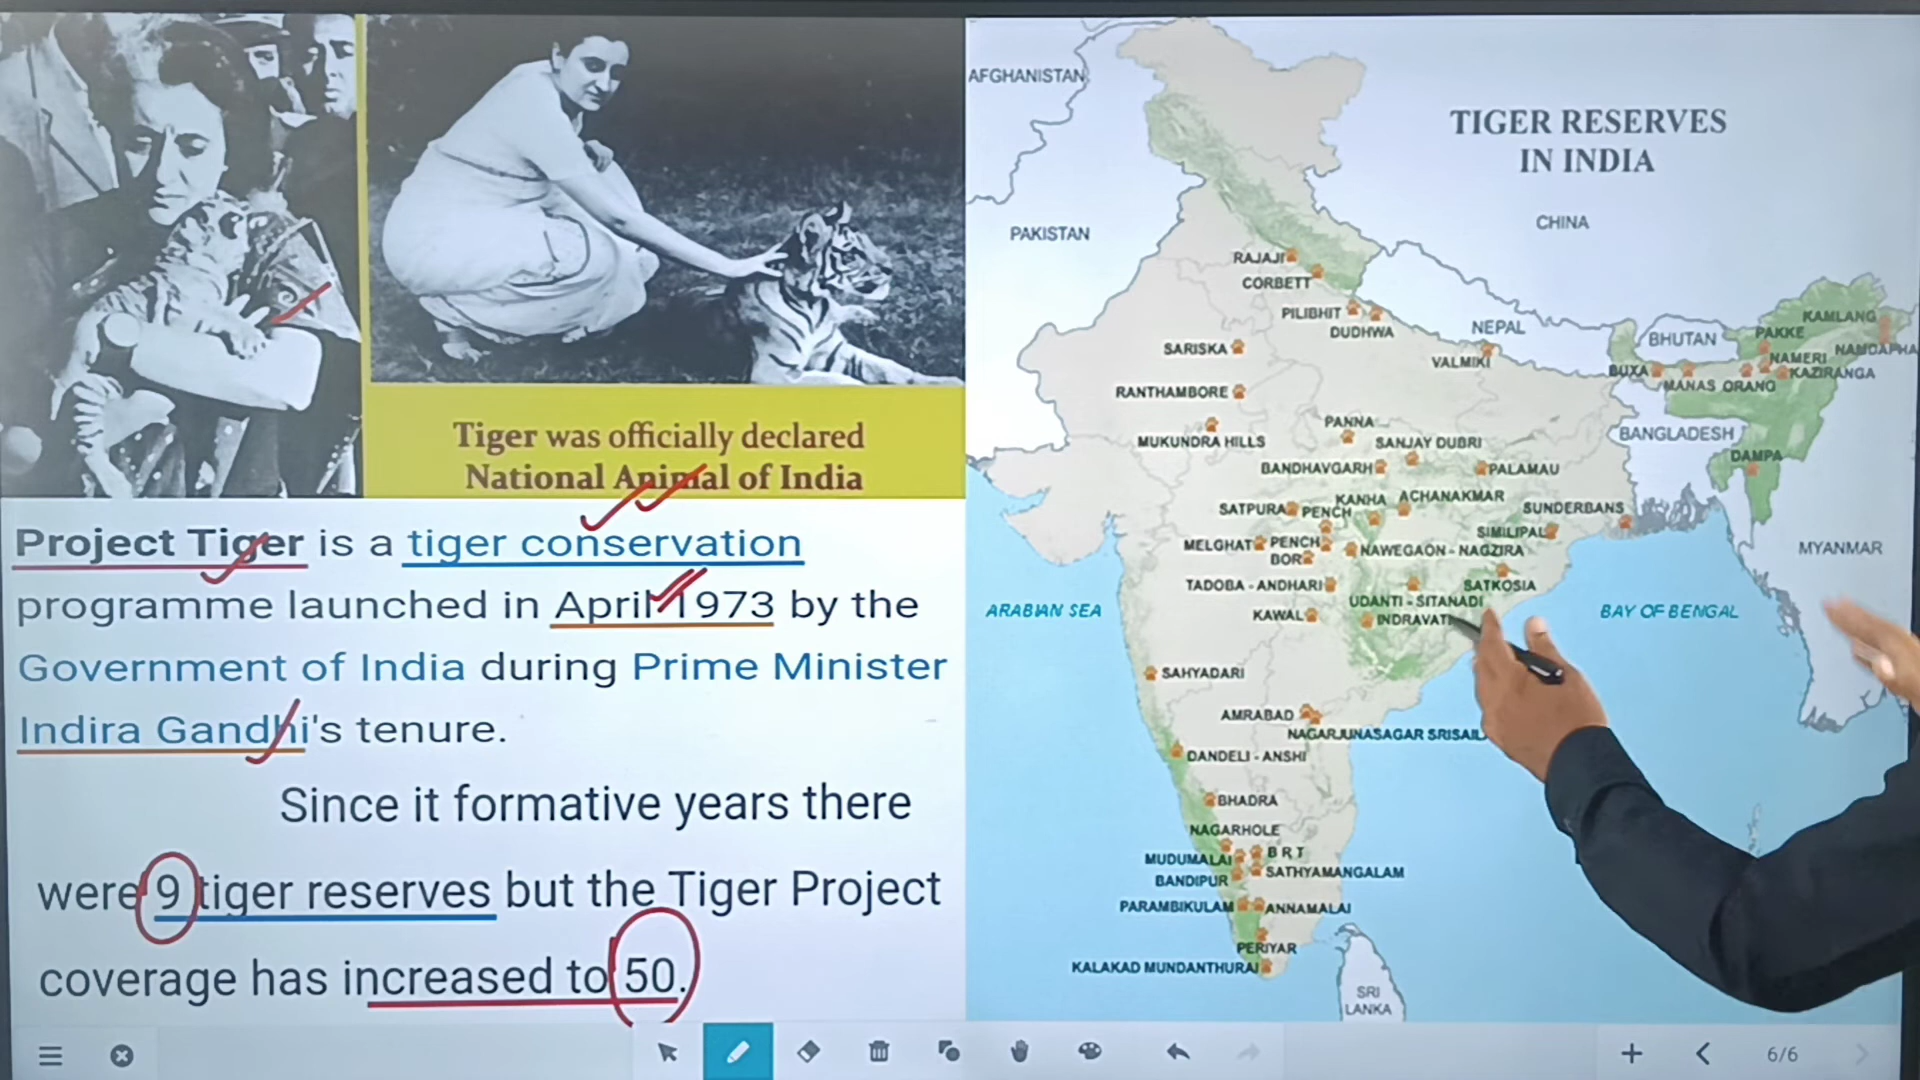 Tiger was officially declared
National Animal of India
Project Tiger is a tiger conservation
programme launched in April 1973 by the
Government of India during Prime Minister
Indira Gandhi's tenure.
Since it formative years there
were 9 tiger reserves but the Tiger Project
coverage has increased to 50.
TIGER RESERVES
IN INDIA
AFGHANISTAN
CHINA
PAKISTAN
RAJAJI
CORBETT
PILIBHIT
DUDHWA
NEPAL
BHUTAN
KAMLANG
PAKKE
NAMERI
NAMDAPHA
SARISKA
VALMIKI
BUXA
MANAS
ORANG
KAZIRANGA
RANTHAMBORE
PANNA
MUKUNDRA HILLS
SANJAY DUBRI
BANGLADESH
DAMPA
BANDHAVGARH
PALAMAU
KANHA
ACHANAKMAR
SATPURA
PENCH
SUNDERBANS
SIMILIPAL
MELGHAT
PENCH
NAWEGAON - NAGZIRA
MYANMAR
BOR
TADOBA - ANDHARI
SATKOSIA
UDANTI - SITANADI
ARABIAN SEA
KAWAL
INDRAVATI
BAY OF BENGAL
SAHYADARI
AMRABAD
NAGARJUNASAGAR SRISAIL
DANDELI - ANSHI
BHADRA
NAGARHOLE
MUDUMALAI
B R T
BANDIPUR
SATHYAMANGALAM
PARAMBIKULAM
ANNAMALAI
PERIYAR
KALAKAD MUNDANTHURAI
SRI
LANKA
6/6